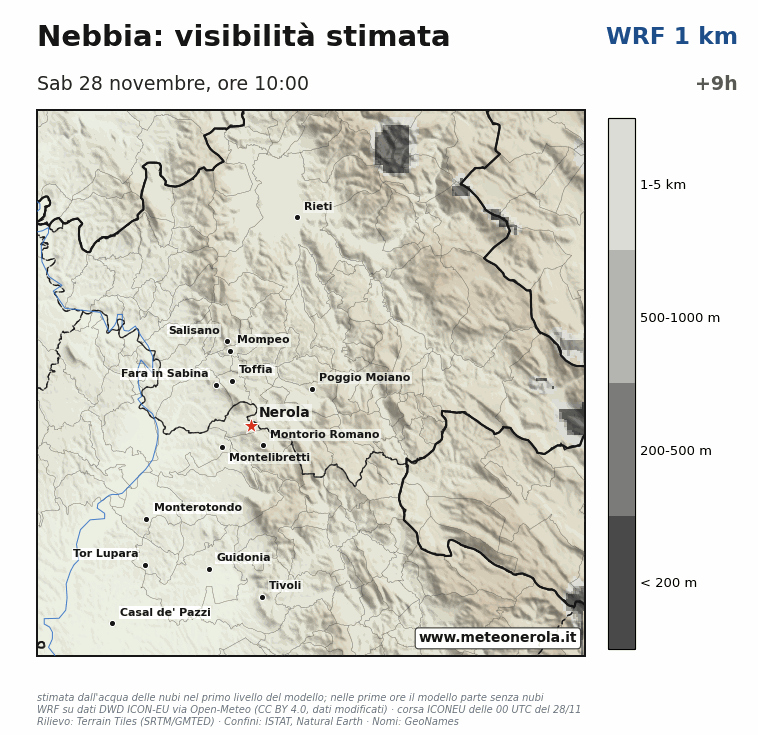 Nebbia: visibilità stimata
WRF 1 km
Sab 28 novembre, ore 10:00
+9h
1-5 km
Rieti
500-1000 m
Salisano
Mompeo
Toffia
Fara in Sabina
Poggio Moiano
Nerola
Montorio Romano
200-500 m
Montelibretti
Monterotondo
Tor Lupara
Guidonia
< 200 m
Tivoli
Casal de' Pazzi
www.meteonerola.it
stimata dall'acqua delle nubi nel primo livello del modello; nelle prime ore il modello parte senza nubi
WRF su dati DWD ICON-EU via Open-Meteo (CC BY 4.0, dati modificati) · corsa ICONEU delle 00 UTC del 28/11
Rilievo: Terrain Tiles (SRTM/GMTED) · Confini: ISTAT, Natural Earth · Nomi: GeoNames